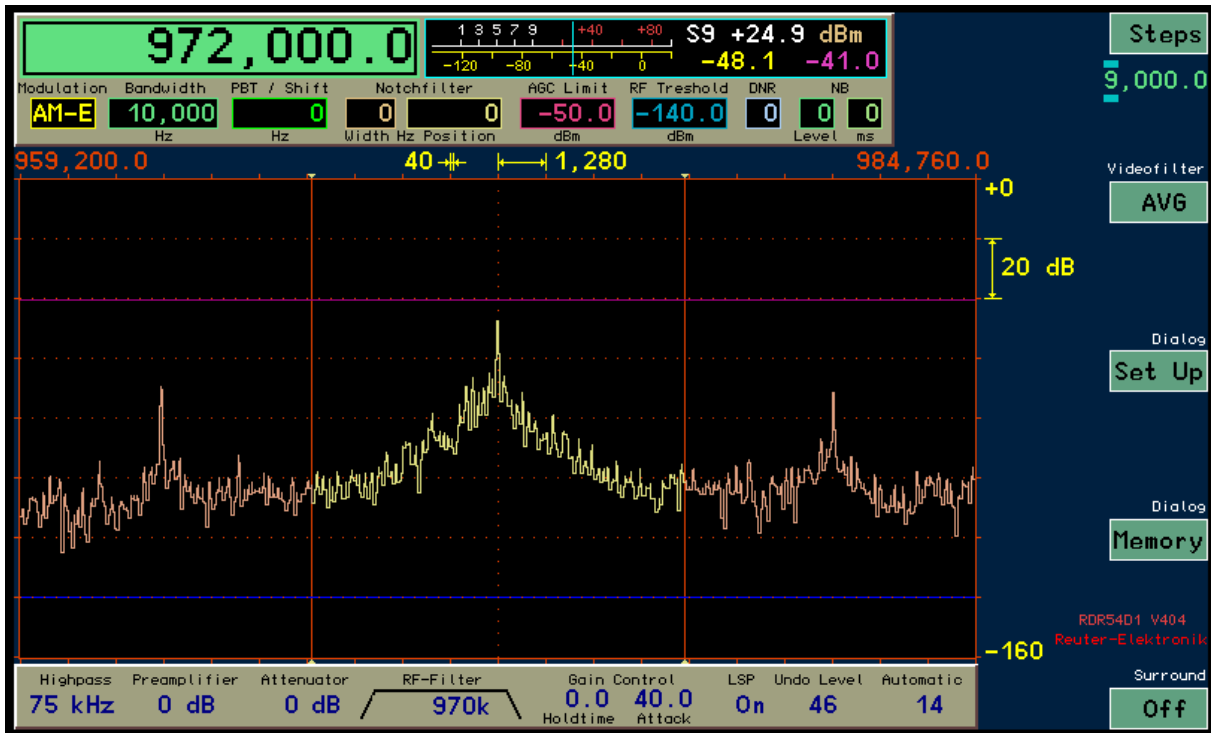 972,000.0
1 3 5 7 9 +40 +80
-120 -80 -40 0
S9 +24.9 dBm
-48.1 -41.0
Steps
9,000.0
Modulation Bandwidth PBT / Shift Notchfilter AGC Limit RF Treshold DNR NB
AM-E 10,000 0 0 0 -50.0 -140.0 0 0 0
Hz Hz Width Hz Position dBm dBm Level ms
959,200.0 40 1,280 984,760.0
+0
20 dB
-160
Videofilter
AVG
Dialog
Set Up
Dialog
Memory
RDR54D1 V404
Reuter-Elektronik
Surround
Off
Highpass Preamplifier Attenuator RF-Filter Gain Control LSP Undo Level Automatic
75 kHz 0 dB 0 dB 970k 0.0 40.0 On 46 14
Holdtime Attack